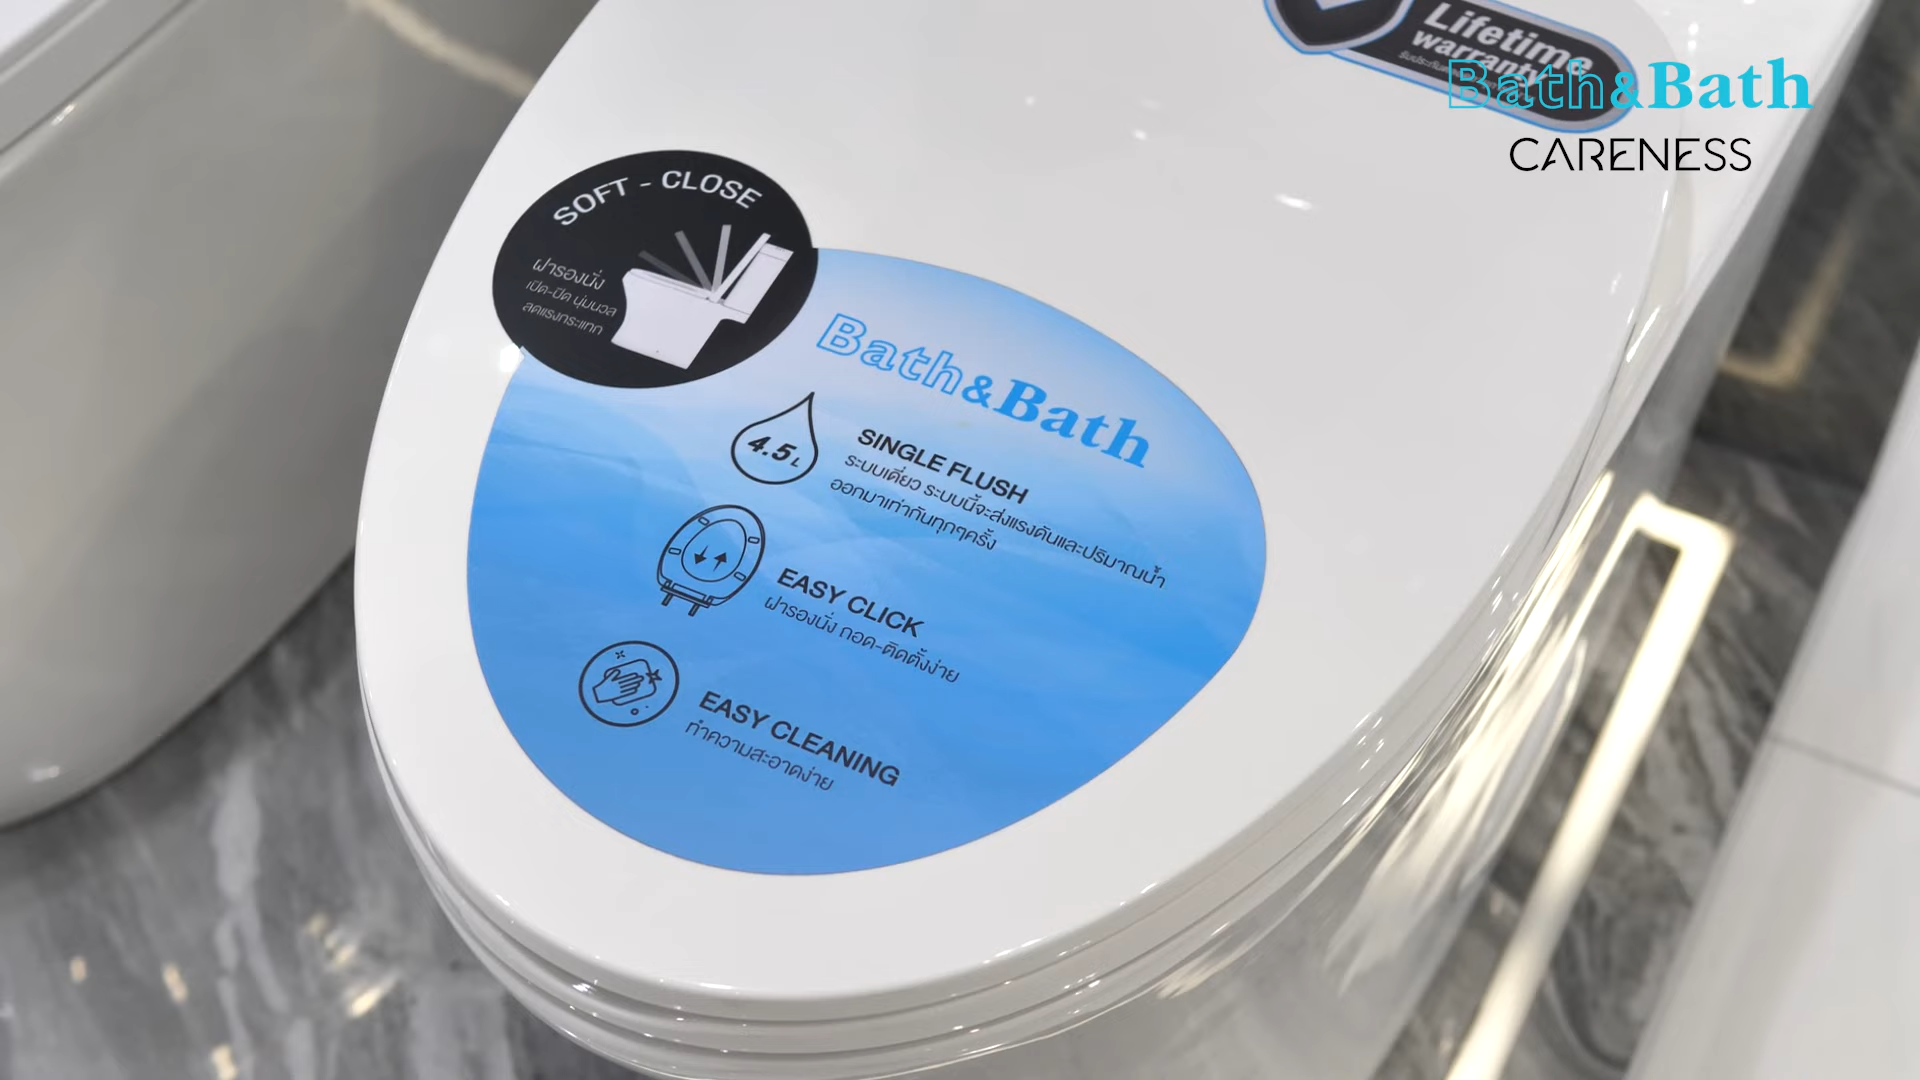 Lifetime
warranty
Bath&Bath
CARENESS
SOFT - CLOSE
ฝารองนั่ง
เปิด-ปิด นุ่มนวล
ลดแรงกระแทก
Bath&Bath
4.5L
SINGLE FLUSH
ระบบเดี่ยว ระบบนี้จะส่งแรงดันและปริมาณน้ำ
ออกมาเท่ากันทุกๆครั้ง
EASY CLICK
ฝารองนั่ง ถอด-ติดตั้งง่าย
EASY CLEANING
ทำความสะอาดง่าย